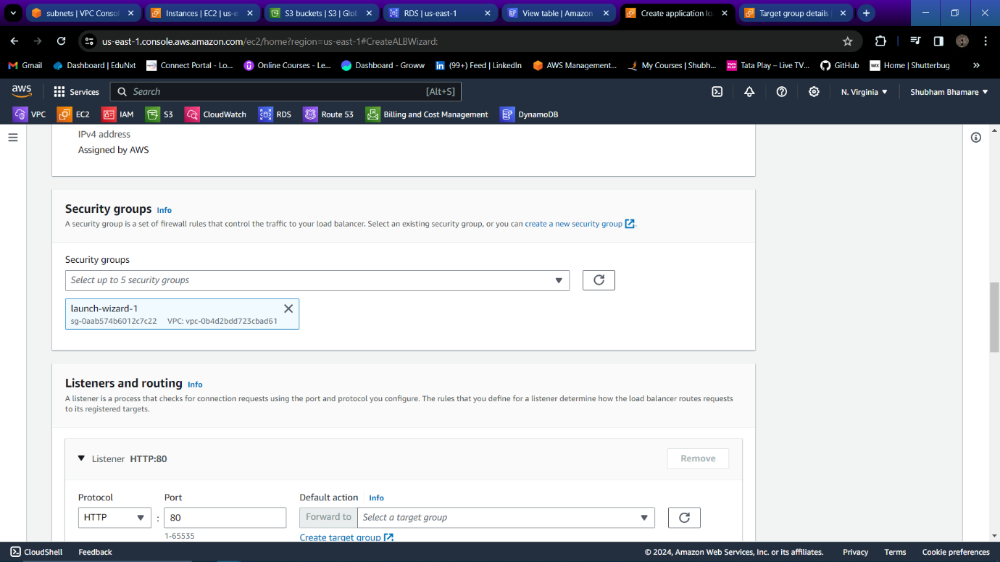 subnets | VPC Consol
Instances | EC2 | us-e
S3 buckets | S3 | Glob
RDS | us-east-1
View table | Amazon
Create application lo
Target group details
us-east-1.console.aws.amazon.com/ec2/home?region=us-east-1#CreateALBWizard:
Gmail
Dashboard | EduNxt
Connect Portal - Lo...
Online Courses - Le...
Dashboard - Groww
(99+) Feed | LinkedIn
AWS Management...
My Courses | Shubh...
Tata Play – Live TV...
GitHub
Home | Shutterbug
aws
Services
Search
[Alt+S]
N. Virginia
Shubham Bhamare
VPC
EC2
IAM
S3
CloudWatch
RDS
Route 53
Billing and Cost Management
DynamoDB
IPv4 address
Assigned by AWS
Security groups Info
A security group is a set of firewall rules that control the traffic to your load balancer. Select an existing security group, or you can create a new security group.
Security groups
Select up to 5 security groups
launch-wizard-1
sg-0aab574b6012c7c22 VPC: vpc-0b4d2bdd723cbad61
Listeners and routing Info
A listener is a process that checks for connection requests using the port and protocol you configure. The rules that you define for a listener determine how the load balancer routes requests
to its registered targets.
Listener HTTP:80
Remove
Protocol
Port
Default action Info
HTTP
:
80
Forward to
Select a target group
1-65535
Create target group
CloudShell
Feedback
© 2024, Amazon Web Services, Inc. or its affiliates.
Privacy
Terms
Cookie preferences